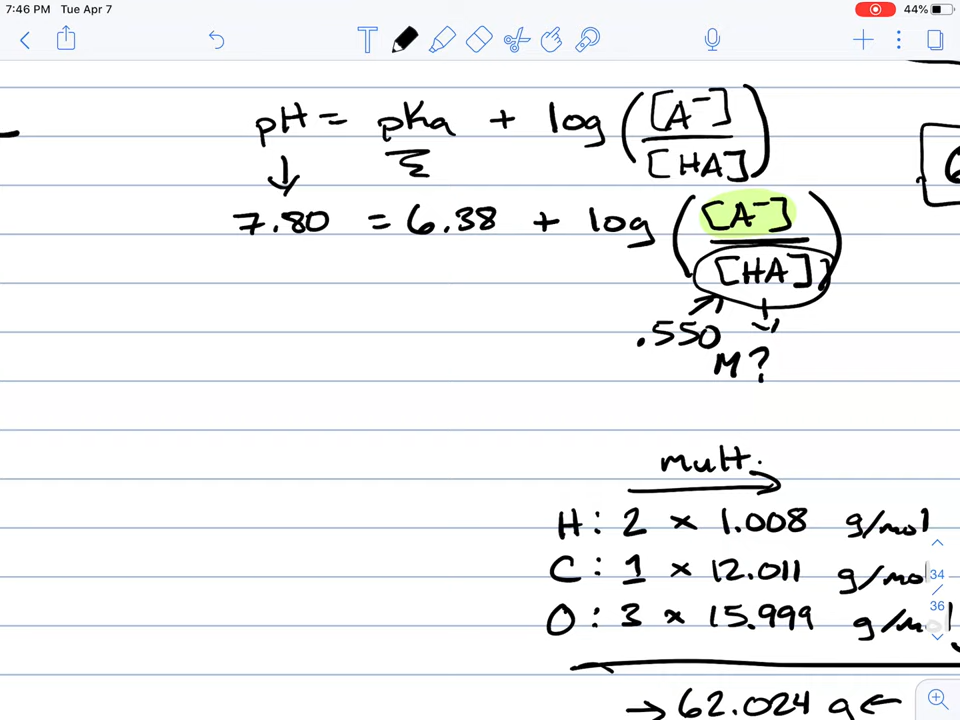 7:46 PM Tue Apr 7 44%
T
pH = pKa + log ([A⁻]/[HA])
7.80 = 6.38 + log ([A⁻]/[HA])
.550
M ?
mult.
H: 2 × 1.008 g/mol
C: 1 × 12.011 g/mol
34
/
36
O: 3 × 15.999 g/mol
→ 62.024 g ←